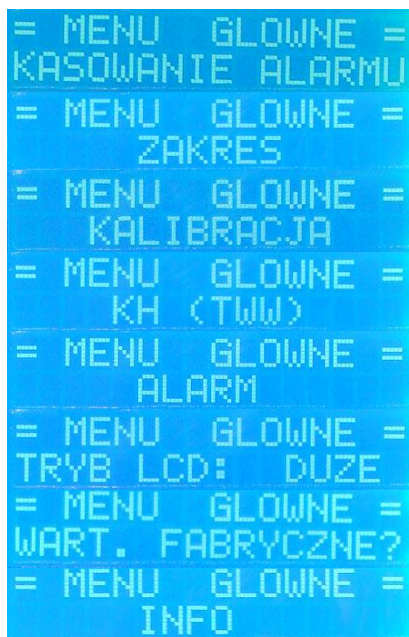 = MENU GLOWNE =
KASOWANIE ALARMU
= MENU GLOWNE =
ZAKRES
= MENU GLOWNE =
KALIBRACJA
= MENU GLOWNE =
KH (TWW)
= MENU GLOWNE =
ALARM
= MENU GLOWNE =
TRYB LCD: DUZE
= MENU GLOWNE =
WART. FABRYCZNE?
= MENU GLOWNE =
INFO